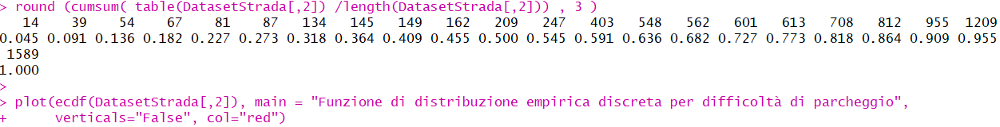 > round (cumsum( table(DatasetStrada[,2]) /length(DatasetStrada[,2])) , 3 )
14 39 54 67 81 87 134 145 149 162 209 247 403 548 562 601 613 708 812 955 1209
0.045 0.091 0.136 0.182 0.227 0.273 0.318 0.364 0.409 0.455 0.500 0.545 0.591 0.636 0.682 0.727 0.773 0.818 0.864 0.909 0.955
1589
1.000
>
> plot(ecdf(DatasetStrada[,2]), main = "Funzione di distribuzione empirica discreta per difficoltà di parcheggio",
+ verticals="False", col="red")